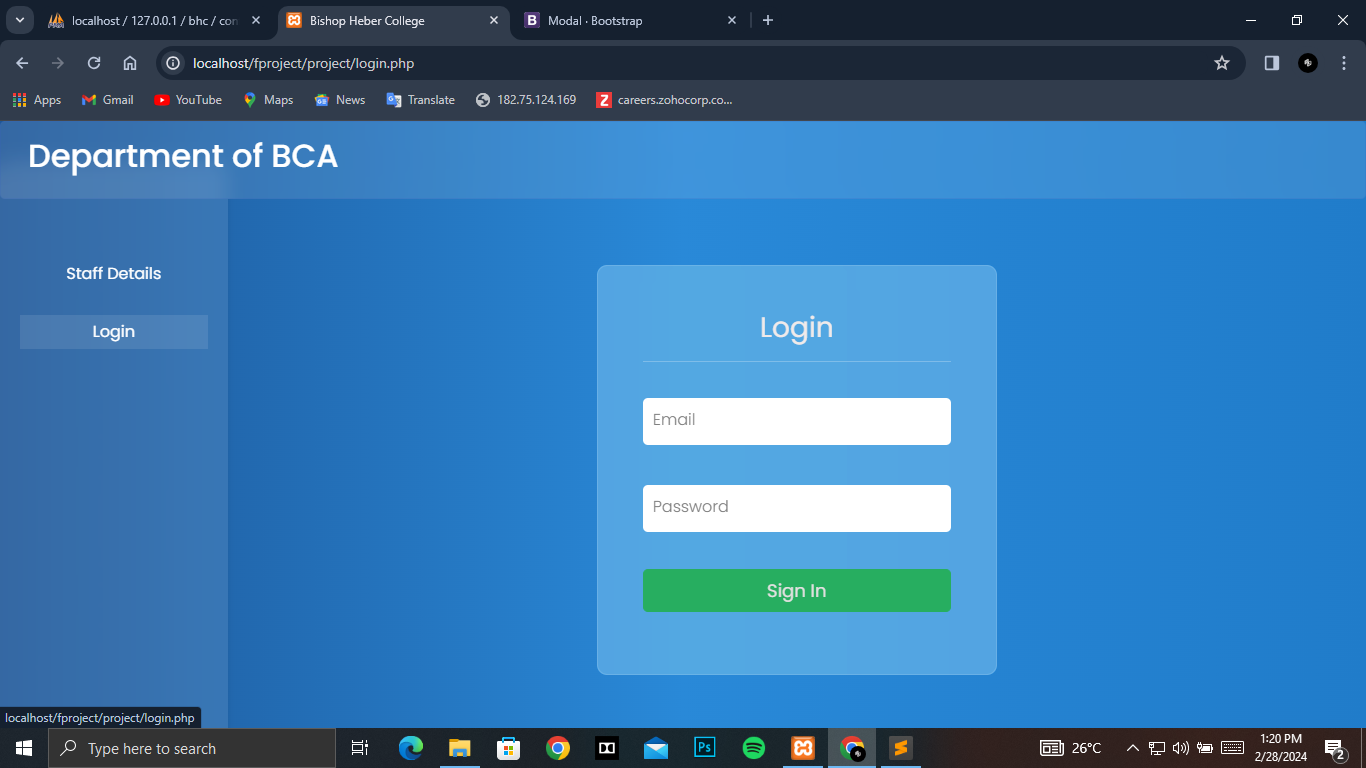 localhost / 127.0.0.1 / bhc / con
Bishop Heber College
B Modal · Bootstrap
localhost/fproject/project/login.php
Apps
Gmail
YouTube
Maps
News
Translate
182.75.124.169
Z careers.zohocorp.co...
Department of BCA
Staff Details
Login
Login
Email
Password
Sign In
localhost/fproject/project/login.php
Type here to search
Ps
26°C
1:20 PM
2/28/2024
2